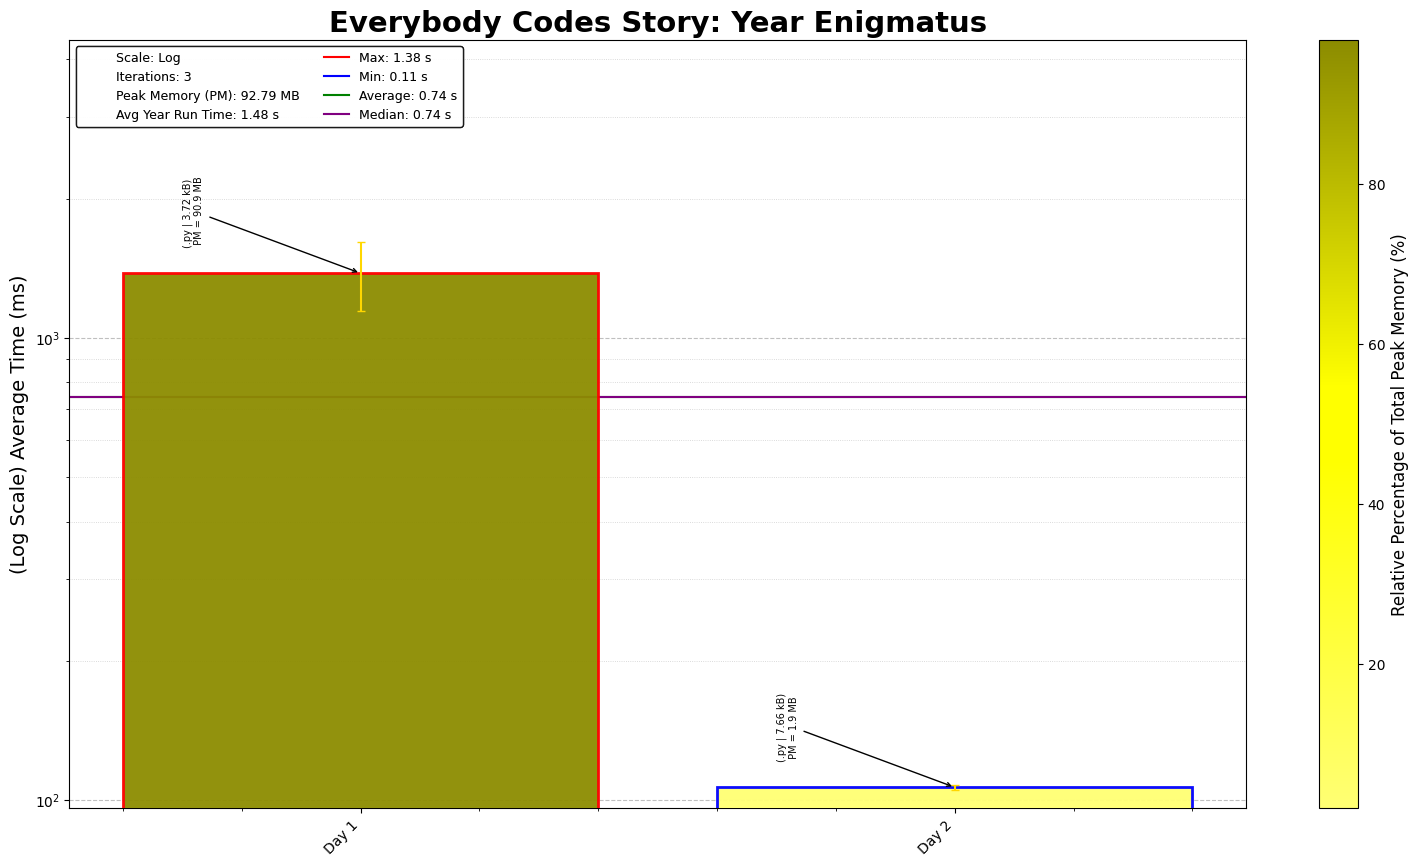 Everybody Codes Story: Year Enigmatus
Scale: Log
Iterations: 3
Peak Memory (PM): 92.79 MB
Avg Year Run Time: 1.48 s
Max: 1.38 s
Min: 0.11 s
Average: 0.74 s
Median: 0.74 s
(Log Scale) Average Time (ms)
10³
10²
(.py | 3.72 kB)
PM = 90.9 MB
(.py | 7.66 kB)
PM = 1.9 MB
Day 1
Day 2
80
60
40
20
Relative Percentage of Total Peak Memory (%)